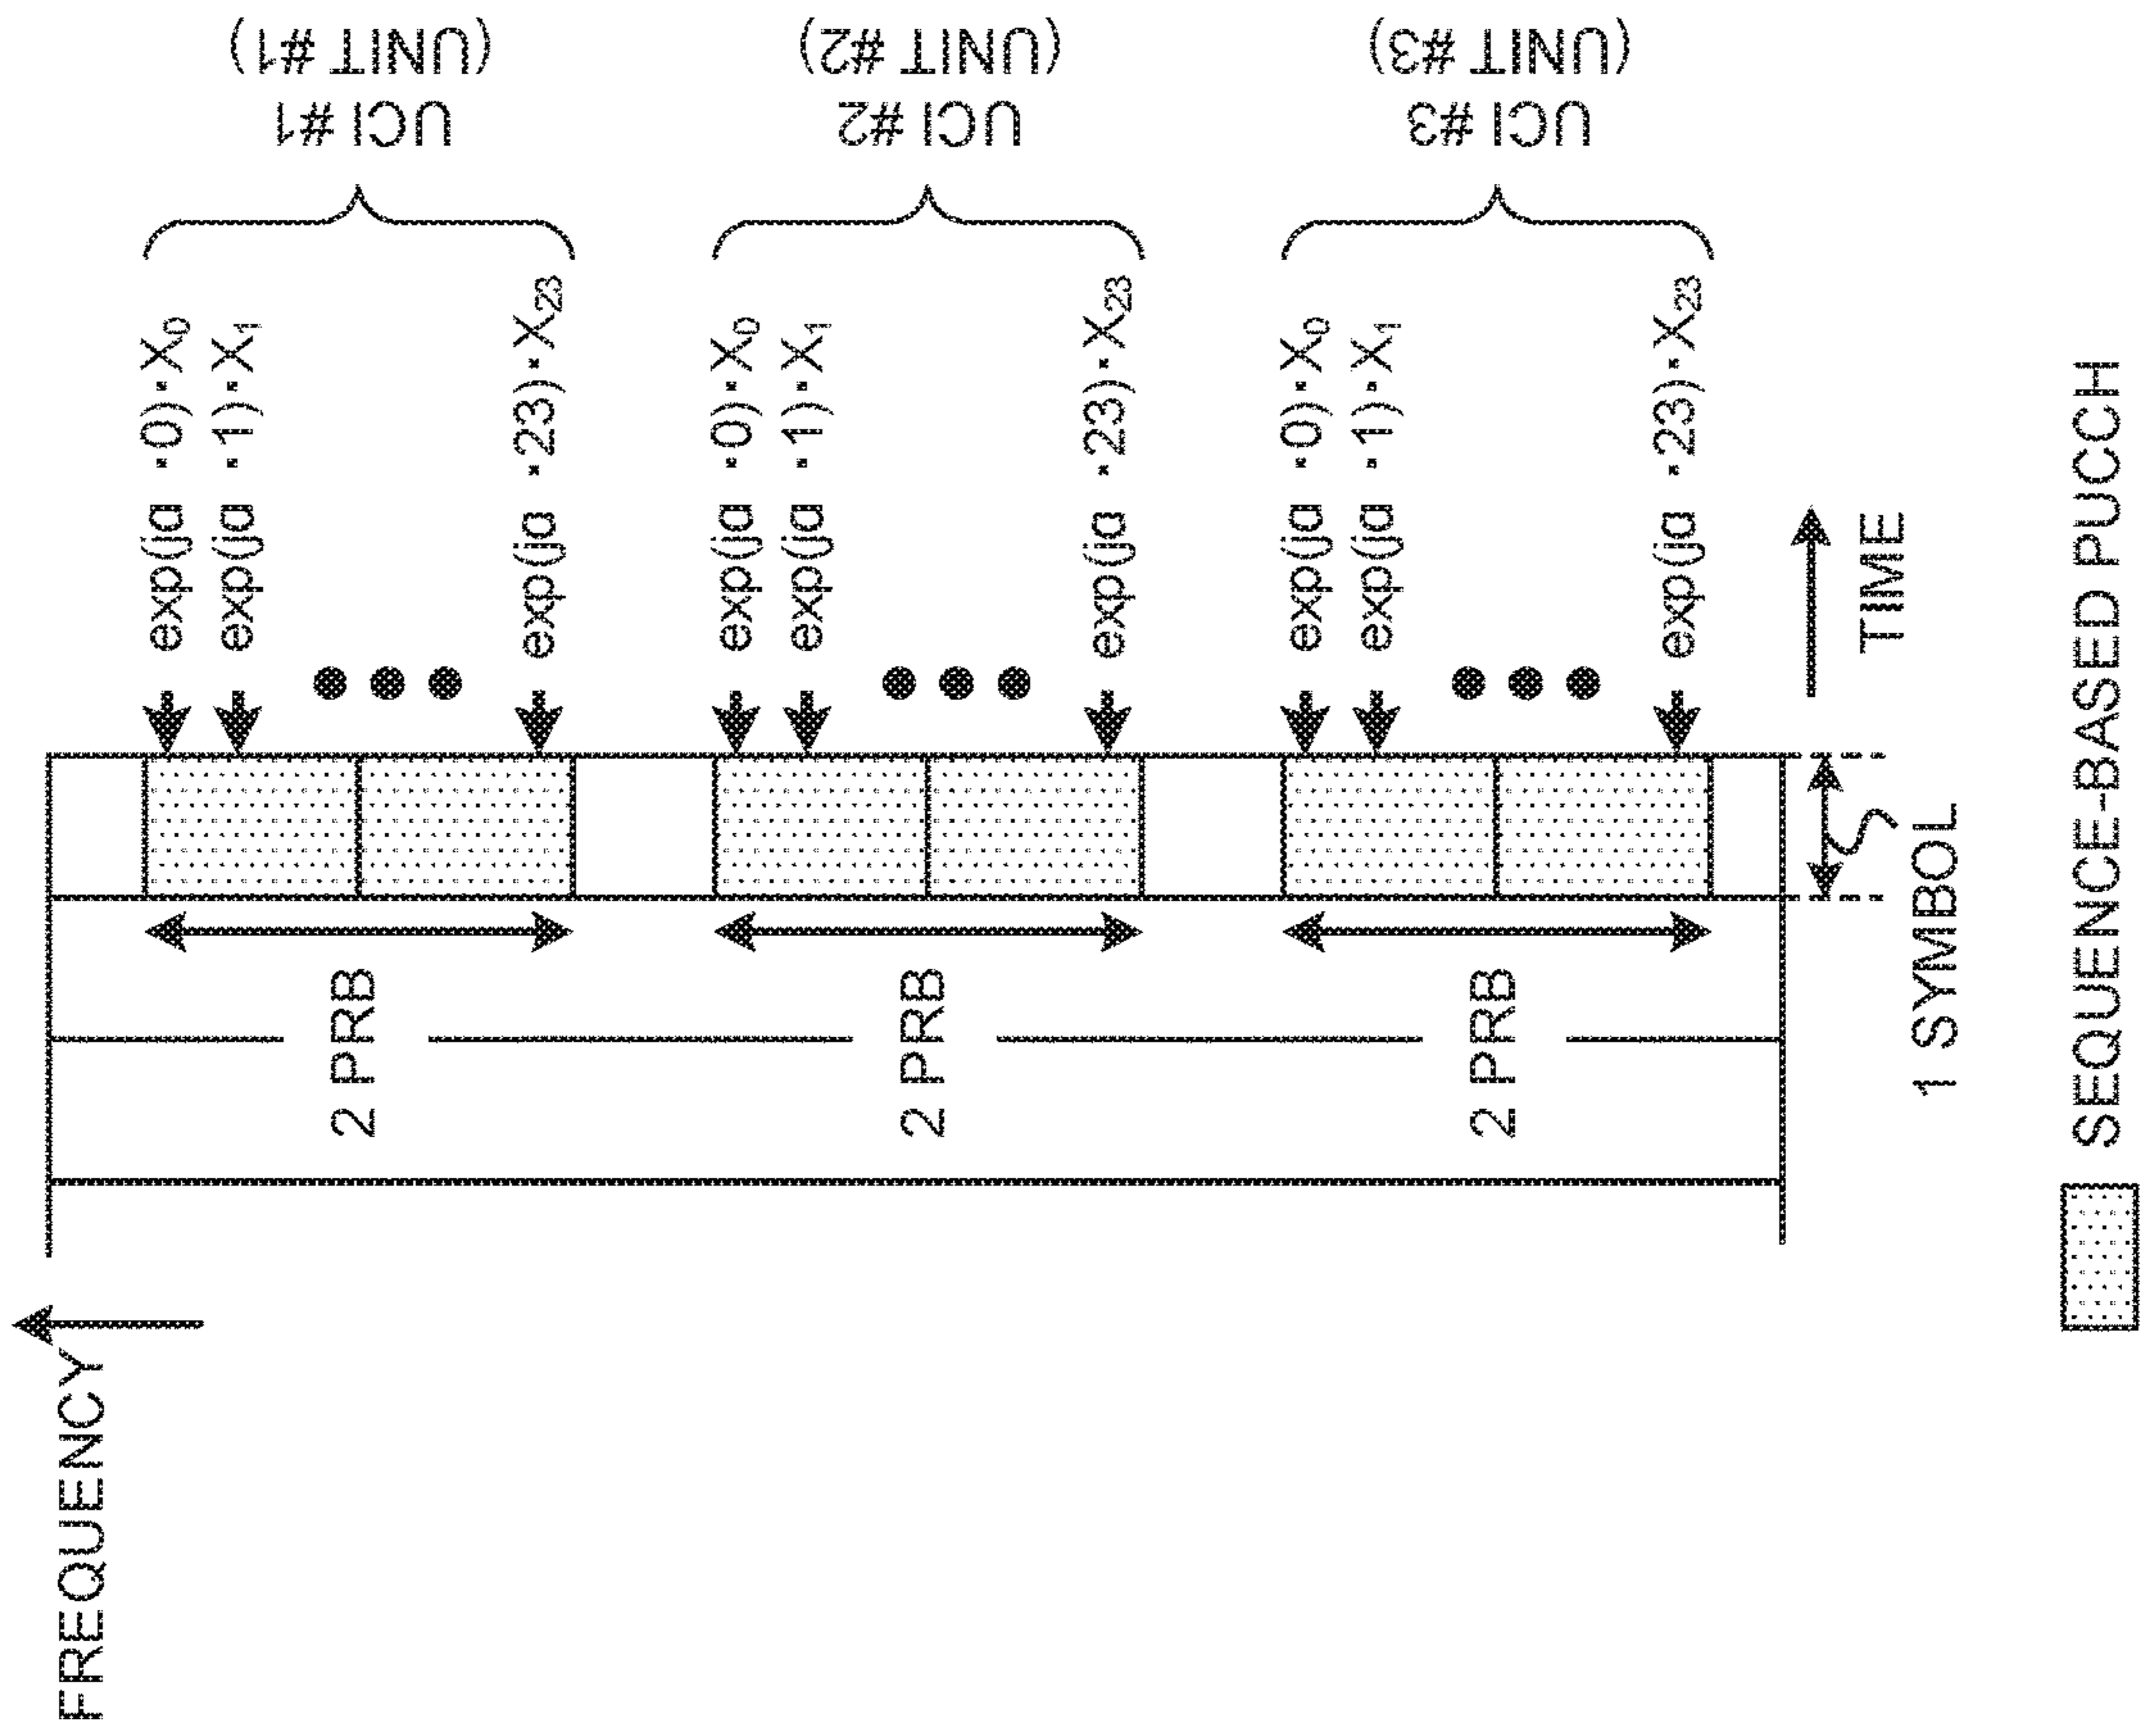 FREQUENCY
2 PRB
exp(jα ·0)·X₀
exp(jα ·1)·X₁
exp(jα ·23)·X₂₃
UCI #1
(UNIT #1)
2 PRB
exp(jα ·0)·X₀
exp(jα ·1)·X₁
exp(jα ·23)·X₂₃
UCI #2
(UNIT #2)
2 PRB
exp(jα ·0)·X₀
exp(jα ·1)·X₁
exp(jα ·23)·X₂₃
UCI #3
(UNIT #3)
TIME
1 SYMBOL
SEQUENCE-BASED PUCCH